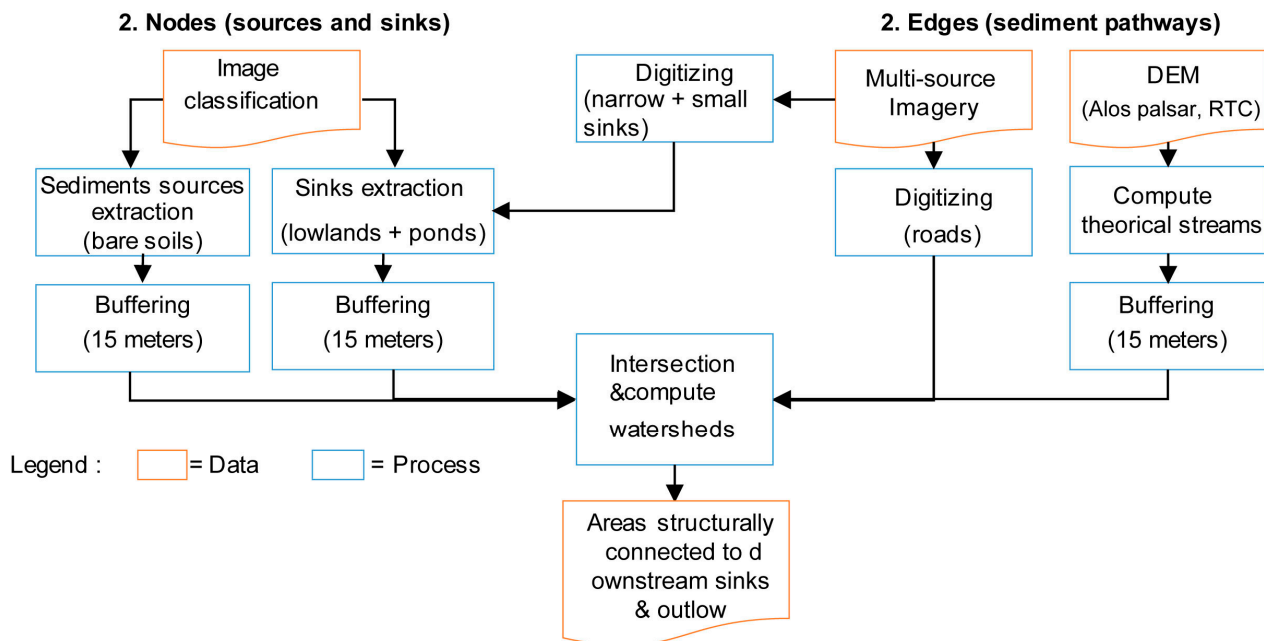 2. Nodes (sources and sinks)
2. Edges (sediment pathways)
Image
classification
Digitizing
(narrow + small
sinks)
Multi-source
Imagery
DEM
(Alos palsar, RTC)
Sediments sources
extraction
(bare soils)
Sinks extraction
(lowlands + ponds)
Digitizing
(roads)
Compute
theorical streams
Buffering
(15 meters)
Buffering
(15 meters)
Intersection
&compute
watersheds
Buffering
(15 meters)
Legend :
= Data
= Process
Areas structurally
connected to d
ownstream sinks
& outlow